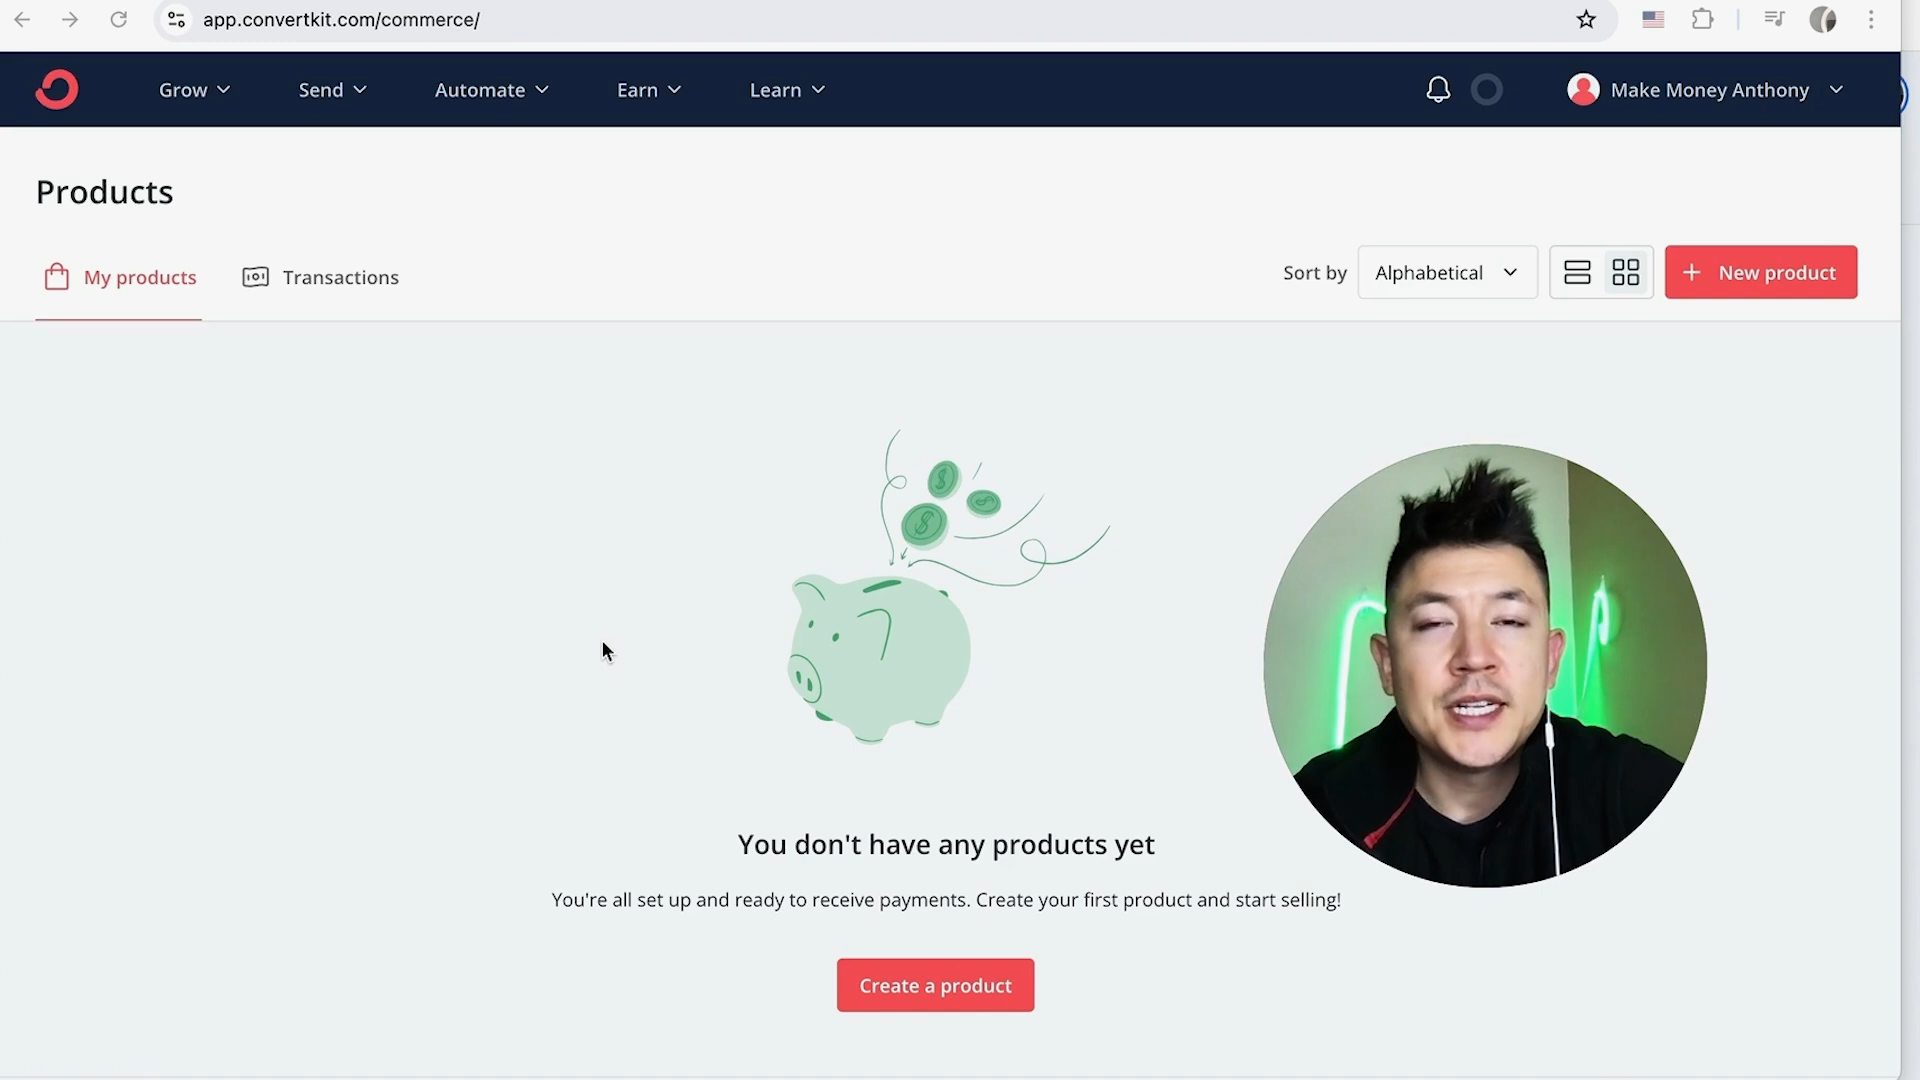 app.convertkit.com/commerce/
Grow
Send
Automate
Earn
Learn
Make Money Anthony
Products
My products
Transactions
Sort by
Alphabetical
+ New product
You don't have any products yet
You're all set up and ready to receive payments. Create your first product and start selling!
Create a product